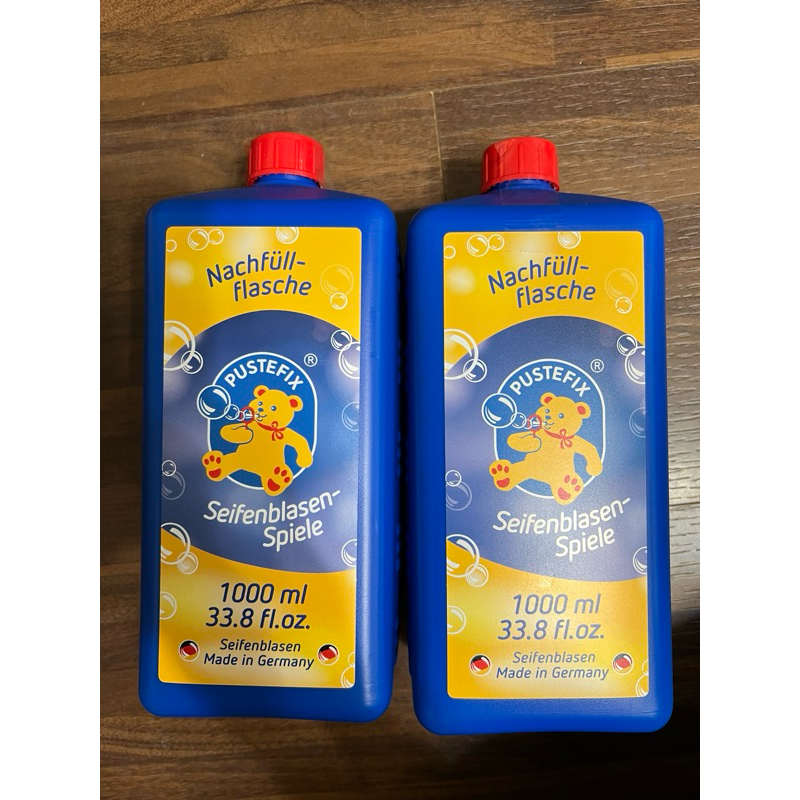 Nachfüll-
flasche
PUSTEFIX ®
Seifenblasen-
Spiele
1000 ml
33.8 fl.oz.
Seifenblasen
Made in Germany
Nachfüll-
flasche
PUSTEFIX ®
Seifenblasen-
Spiele
1000 ml
33.8 fl.oz.
Seifenblasen
Made in Germany